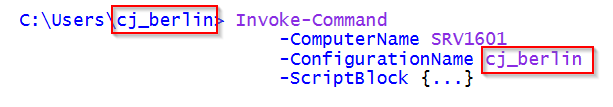 C:\Users\cj_berlin> Invoke-Command
-ComputerName SRV1601
-ConfigurationName cj_berlin
-ScriptBlock {...}